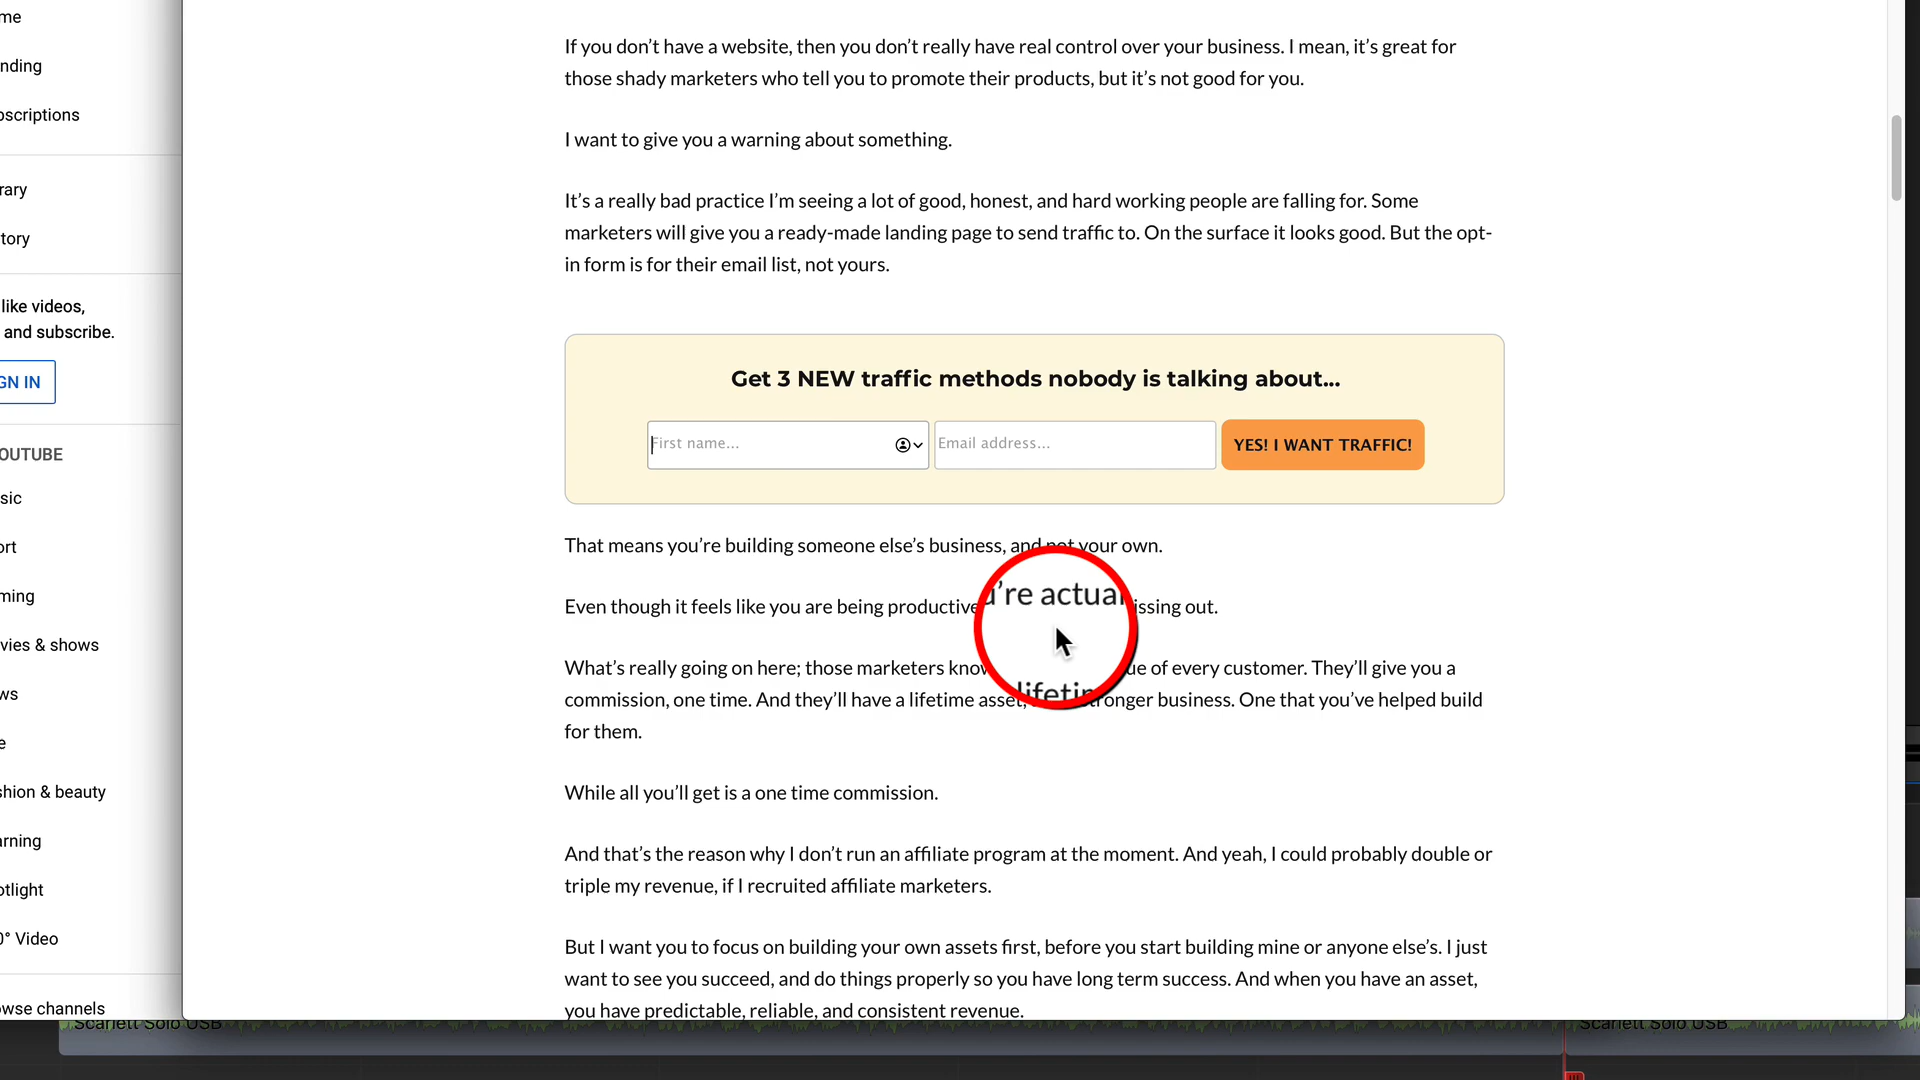 me
nding
oscriptions
rary
tory
like videos,
and subscribe.
GN IN
OUTUBE
sic
ort
ming
vies & shows
ws
e
shion & beauty
arning
otlight
0° Video
owse channels
If you don't have a website, then you don't really have real control over your business. I mean, it's great for
those shady marketers who tell you to promote their products, but it's not good for you.
I want to give you a warning about something.
It's a really bad practice I'm seeing a lot of good, honest, and hard working people are falling for. Some
marketers will give you a ready-made landing page to send traffic to. On the surface it looks good. But the opt-
in form is for their email list, not yours.
Get 3 NEW traffic methods nobody is talking about...
First name...
Email address...
YES! I WANT TRAFFIC!
That means you're building someone else's business, and not your own.
Even though it feels like you are being productive 're actual issing out.
What's really going on here; those marketers know ue of every customer. They'll give you a
lifetim
commission, one time. And they'll have a lifetime asset, stronger business. One that you've helped build
for them.
While all you'll get is a one time commission.
And that's the reason why I don't run an affiliate program at the moment. And yeah, I could probably double or
triple my revenue, if I recruited affiliate marketers.
But I want you to focus on building your own assets first, before you start building mine or anyone else's. I just
want to see you succeed, and do things properly so you have long term success. And when you have an asset,
you have predictable, reliable, and consistent revenue.
Scarlett Solo USB
Scarlett Solo USB